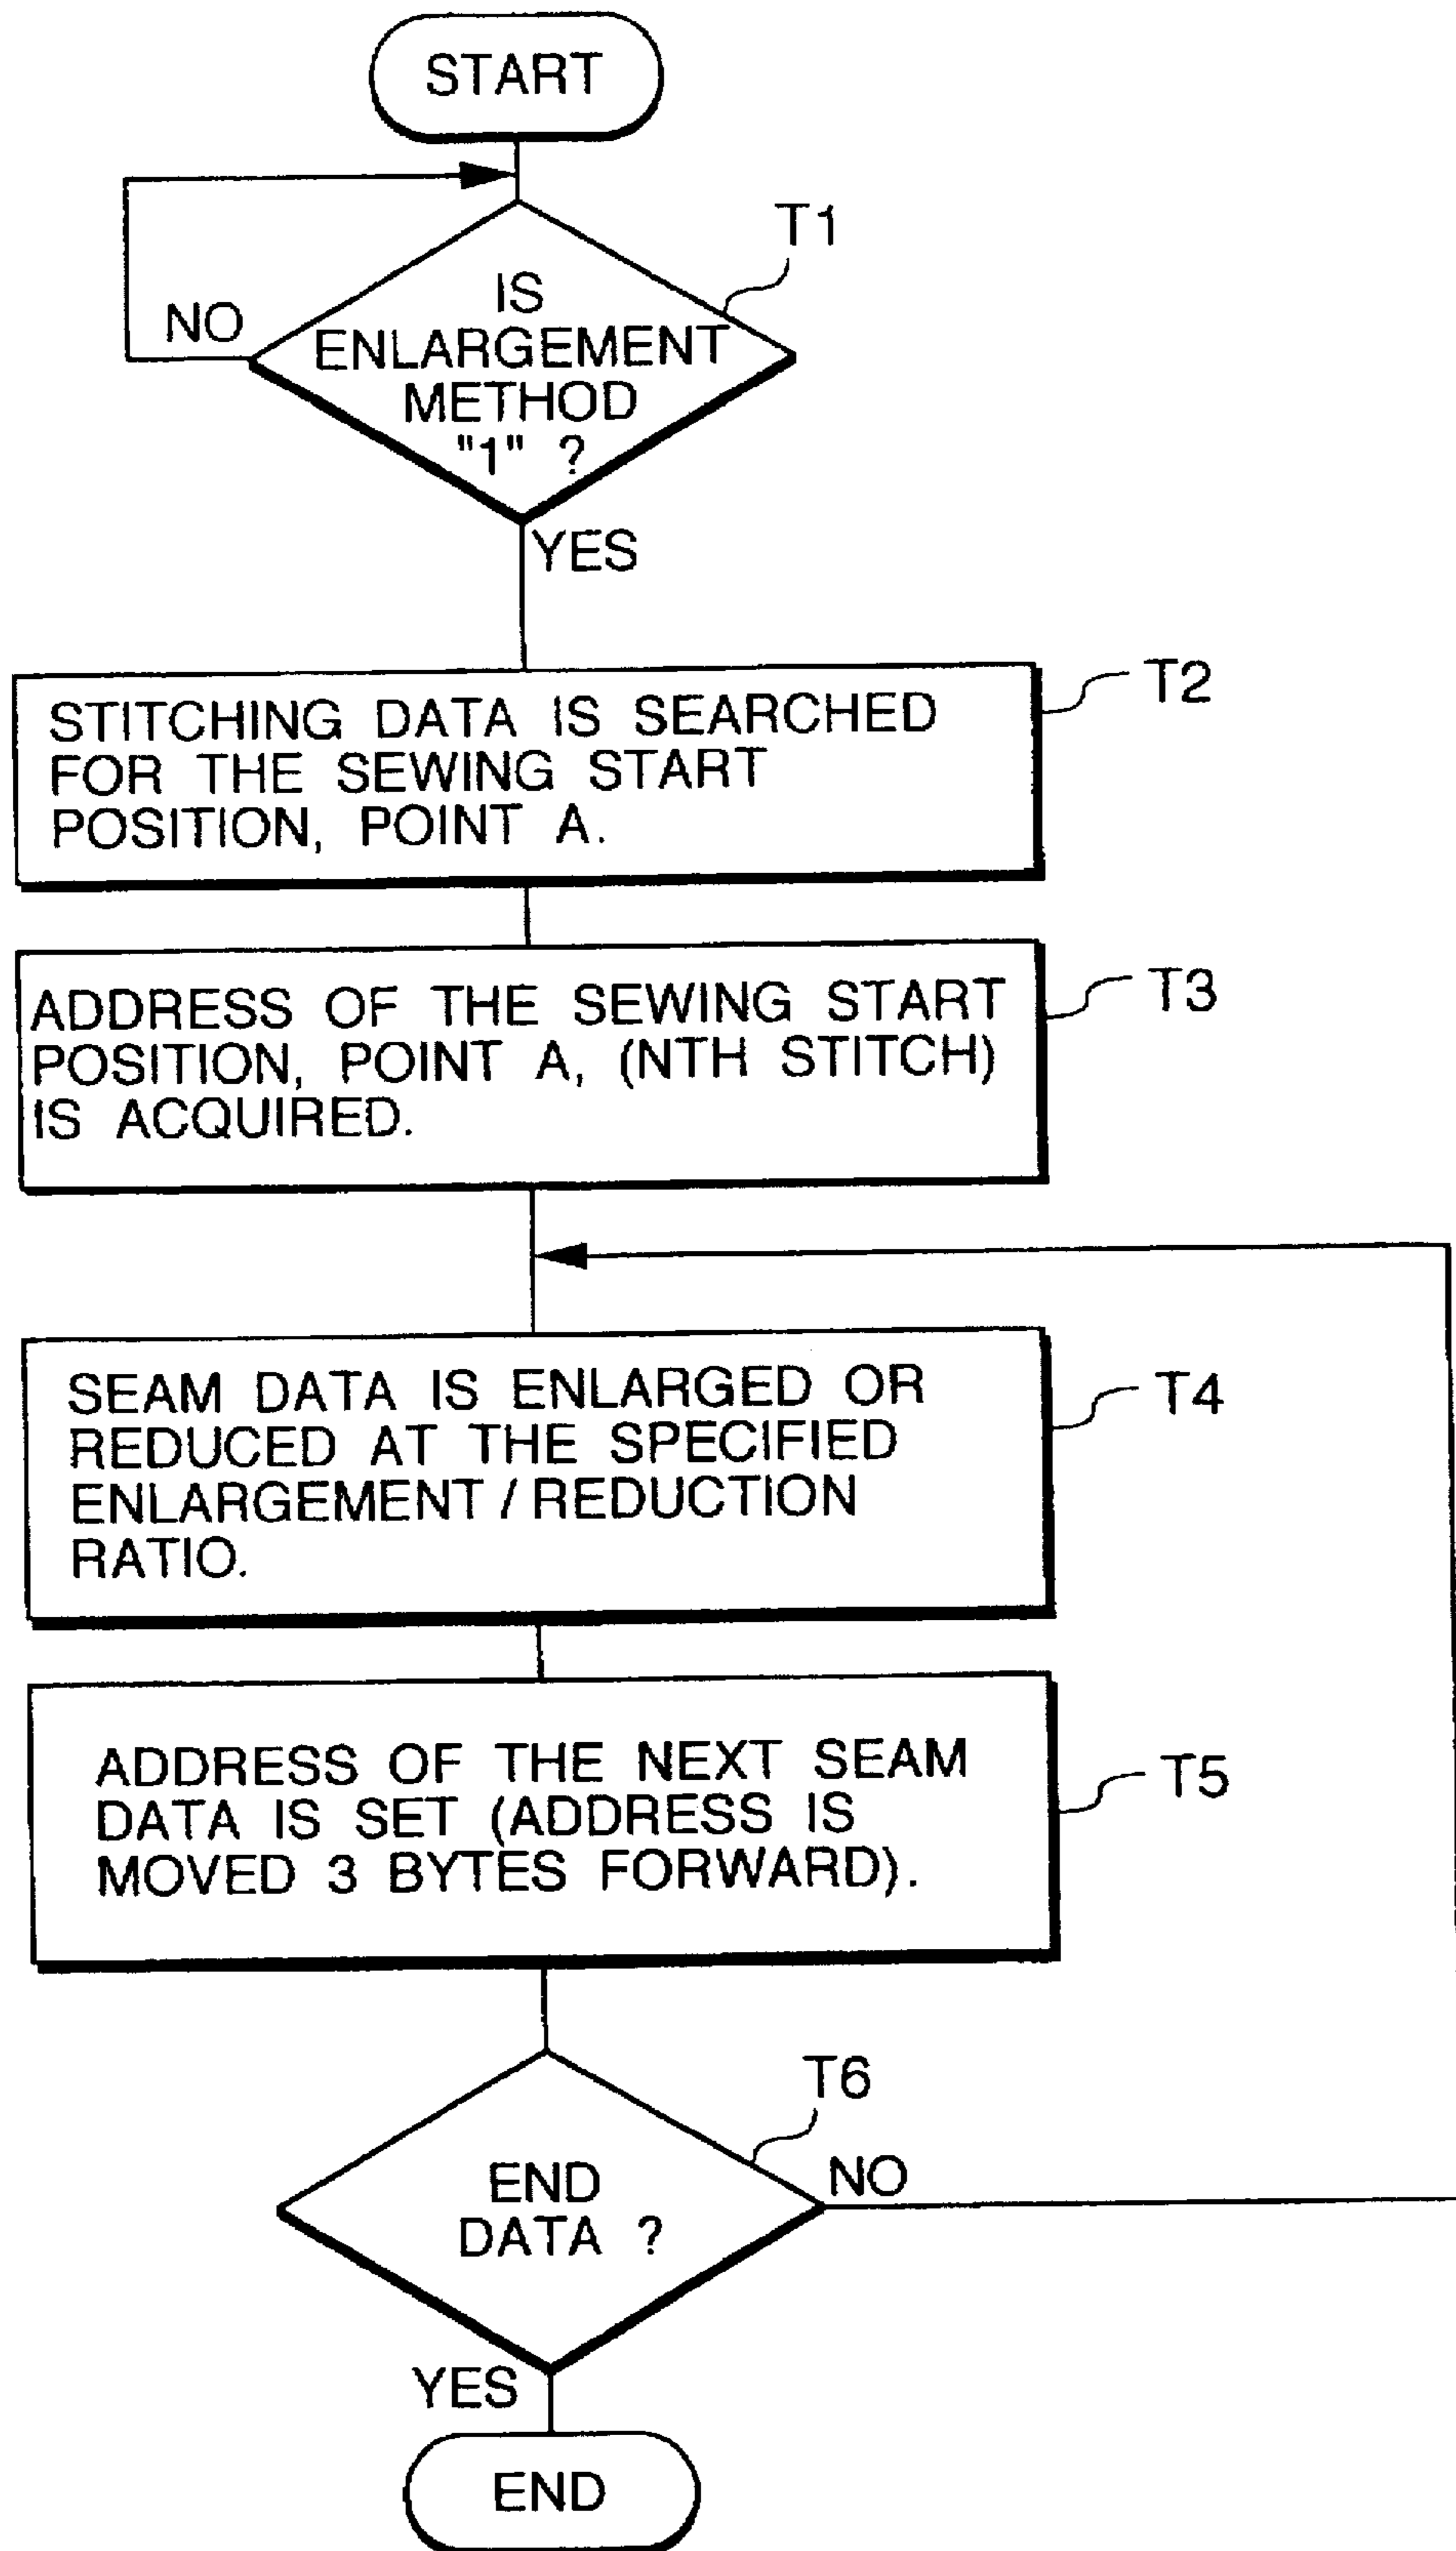 START
T1
IS
ENLARGEMENT
METHOD
"1" ?
NO
YES
T2
STITCHING DATA IS SEARCHED
FOR THE SEWING START
POSITION, POINT A.
T3
ADDRESS OF THE SEWING START
POSITION, POINT A, (NTH STITCH)
IS ACQUIRED.
T4
SEAM DATA IS ENLARGED OR
REDUCED AT THE SPECIFIED
ENLARGEMENT / REDUCTION
RATIO.
T5
ADDRESS OF THE NEXT SEAM
DATA IS SET (ADDRESS IS
MOVED 3 BYTES FORWARD).
T6
END
DATA ?
NO
YES
END